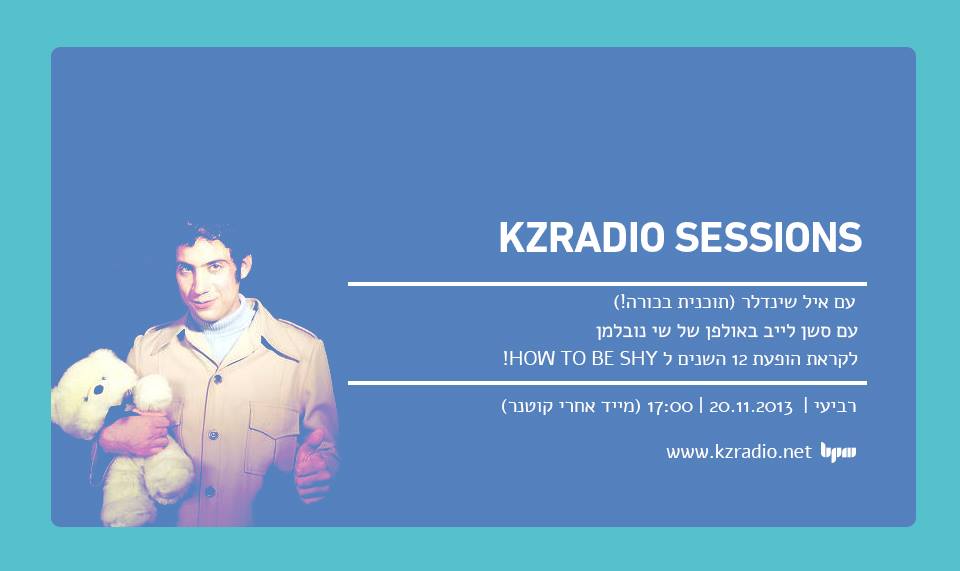 KZRADIO SESSIONS
עם איל שינדלר (תוכנית בכורה!)
עם סשן לייב באולפן של שי נובלמן
לקראת הופעת 12 השנים ל HOW TO BE SHY!
רביעי | 20.11.2013 | 17:00 (מייד אחרי קוטנר)
www.kzradio.net